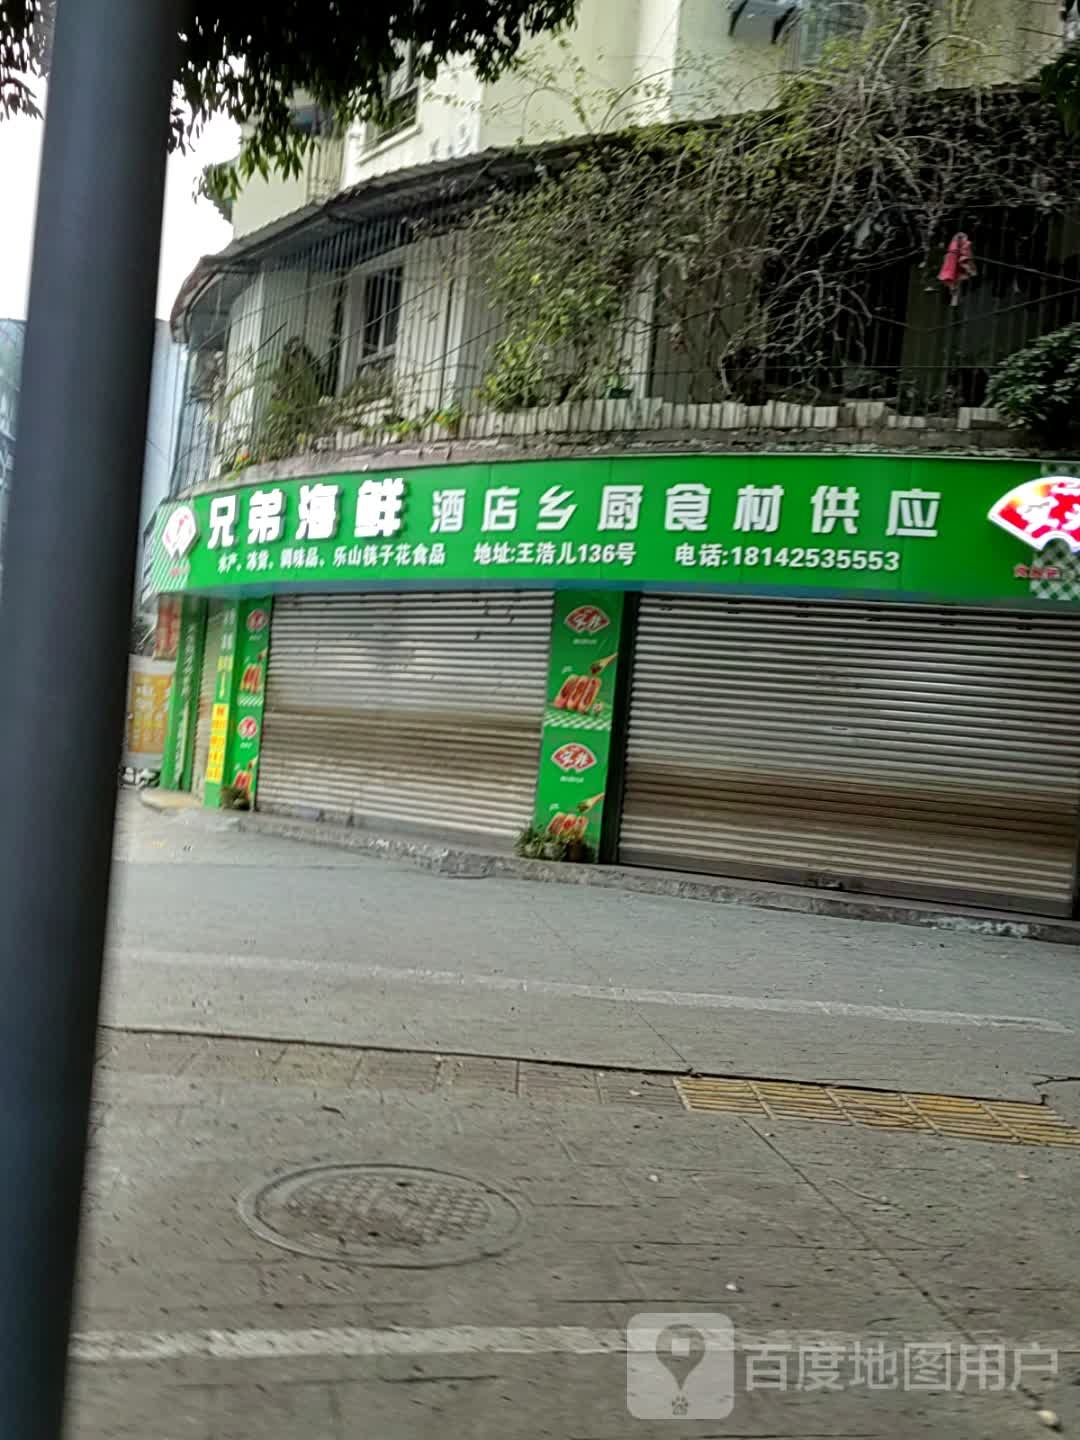 兄弟海鲜 酒店乡厨食材供应
水产、冻货、调味品、乐山筷子花食品 地址:王浩儿136号 电话:18142535553
百度地图用户